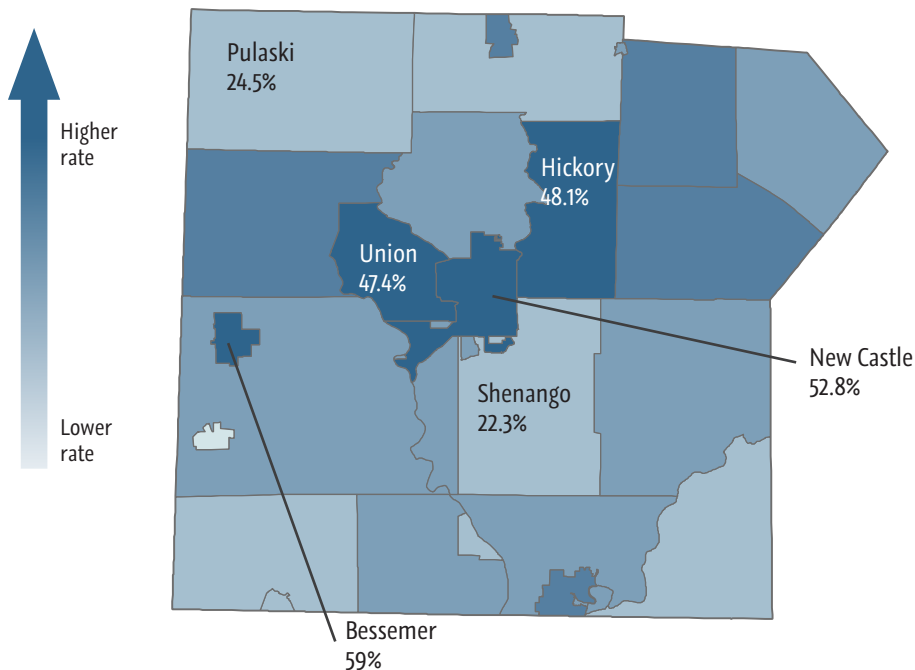 Higher
rate
Lower
rate
Pulaski
24.5%
Hickory
48.1%
Union
47.4%
New Castle
52.8%
Shenango
22.3%
Bessemer
59%